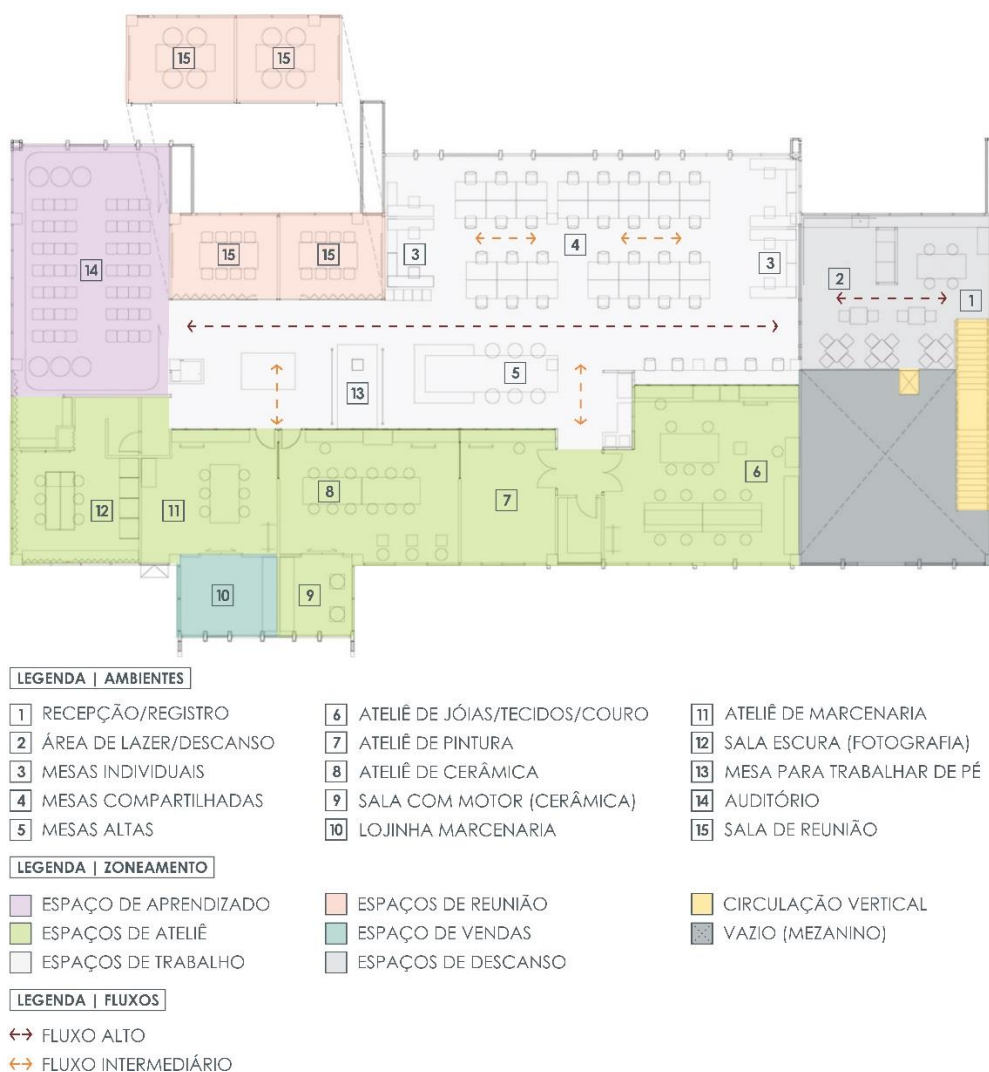 15 15
15 15
14
3
4
3
2
1
5
13
12
11
8
7
6
10
9
LEGENDA | AMBIENTES
1 RECEPÇÃO/REGISTRO
2 ÁREA DE LAZER/DESCANSO
3 MESAS INDIVIDUAIS
4 MESAS COMPARTILHADAS
5 MESAS ALTAS
6 ATELIÊ DE JÓIAS/TECIDOS/COURO
7 ATELIÊ DE PINTURA
8 ATELIÊ DE CERÂMICA
9 SALA COM MOTOR (CERÂMICA)
10 LOJINHA MARCENARIA
11 ATELIÊ DE MARCENARIA
12 SALA ESCURA (FOTOGRAFIA)
13 MESA PARA TRABALHAR DE PÉ
14 AUDITÓRIO
15 SALA DE REUNIÃO
LEGENDA | ZONEAMENTO
ESPAÇO DE APRENDIZADO
ESPAÇOS DE ATELIÊ
ESPAÇOS DE TRABALHO
ESPAÇOS DE REUNIÃO
ESPAÇO DE VENDAS
ESPAÇOS DE DESCANSO
CIRCULAÇÃO VERTICAL
VAZIO (MEZANINO)
LEGENDA | FLUXOS
FLUXO ALTO
FLUXO INTERMEDIÁRIO